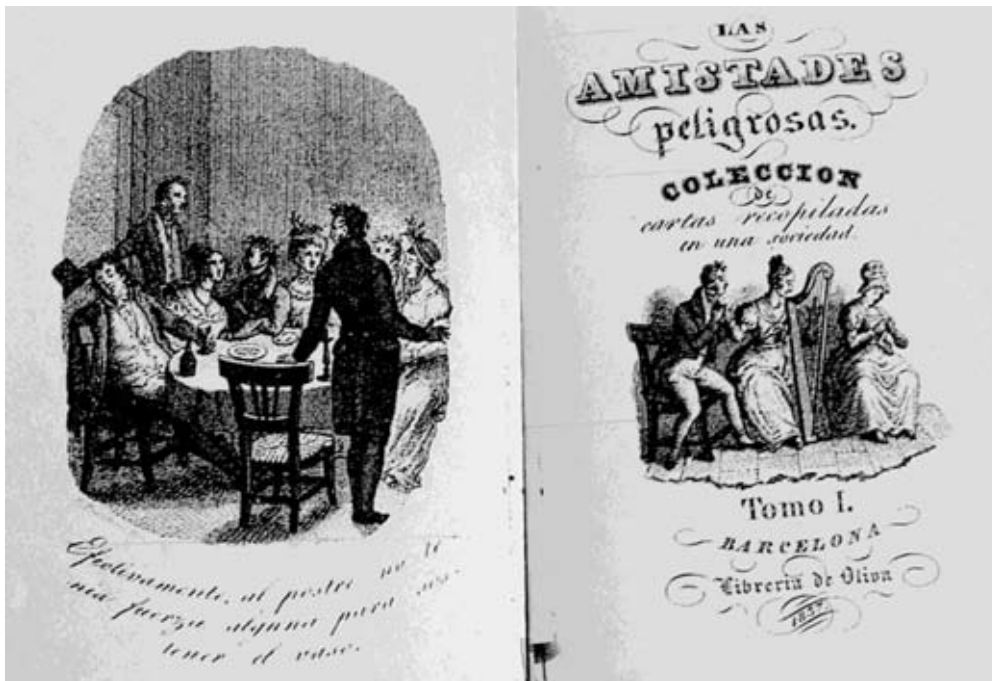 Efectivamente, al postre no te
nia fuerza alguna para sos-
tener el vaso.
LAS
AMISTADES
peligrosas.
COLECCION
de
cartas recopiladas
en una sociedad.
Tomo I.
BARCELONA
Libreria de Oliva
1837.